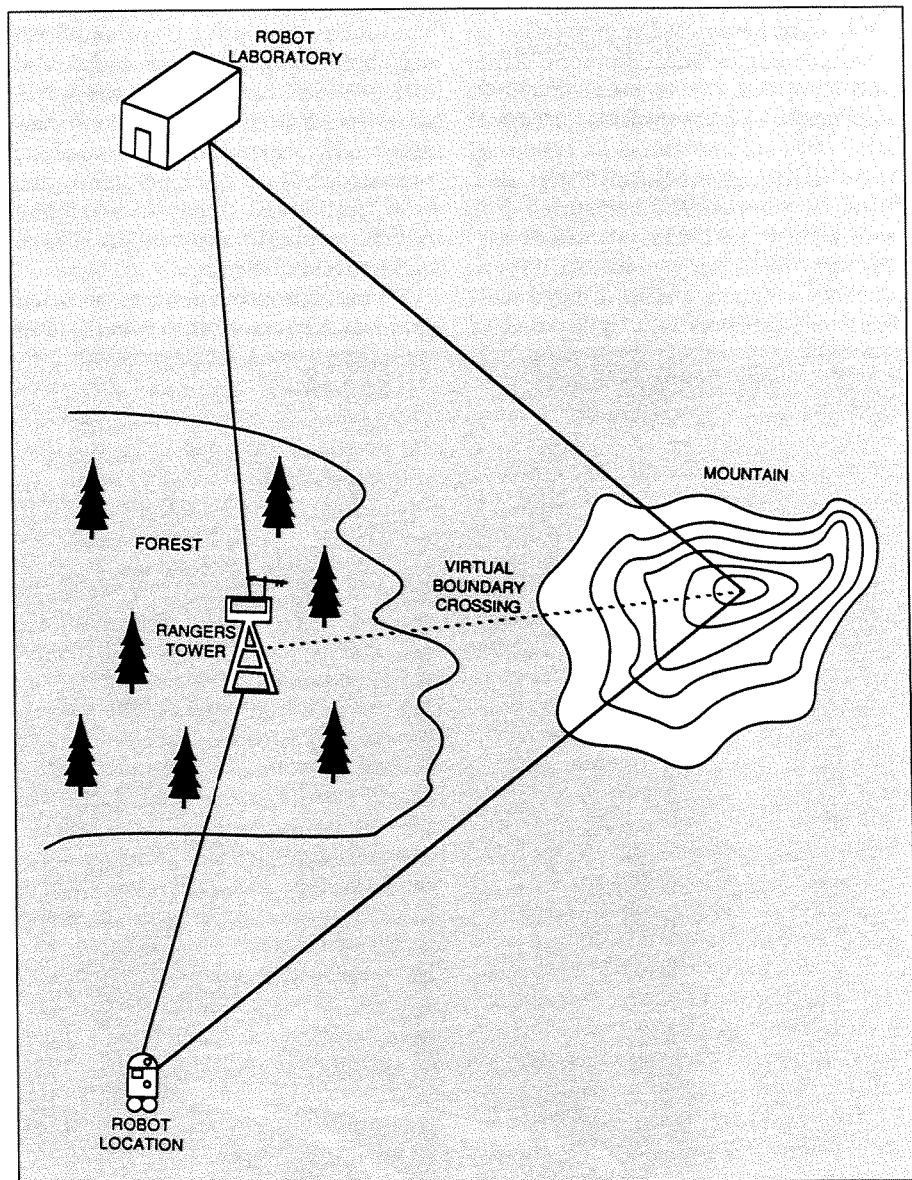 ROBOT
LABORATORY
MOUNTAIN
FOREST
VIRTUAL
BOUNDARY
CROSSING
RANGERS
TOWER
ROBOT
LOCATION